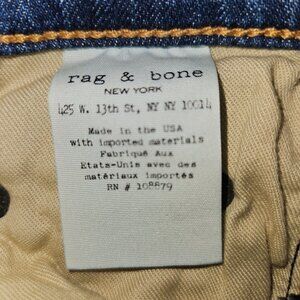 rag & bone
NEW YORK
425 W. 13th St, NY NY 10014
Made in the USA
with imported materials
Fabriqué Aux
Etats-Unis avec des
matériaux importés
RN # 108879